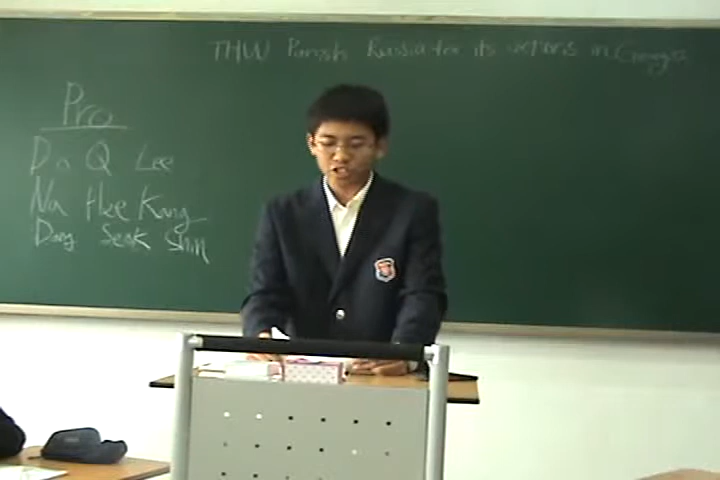 THW Punish Russia for its actions in Georgia
Pro
Da Q Lee
Na Hee Kang
Dong Seok Shin